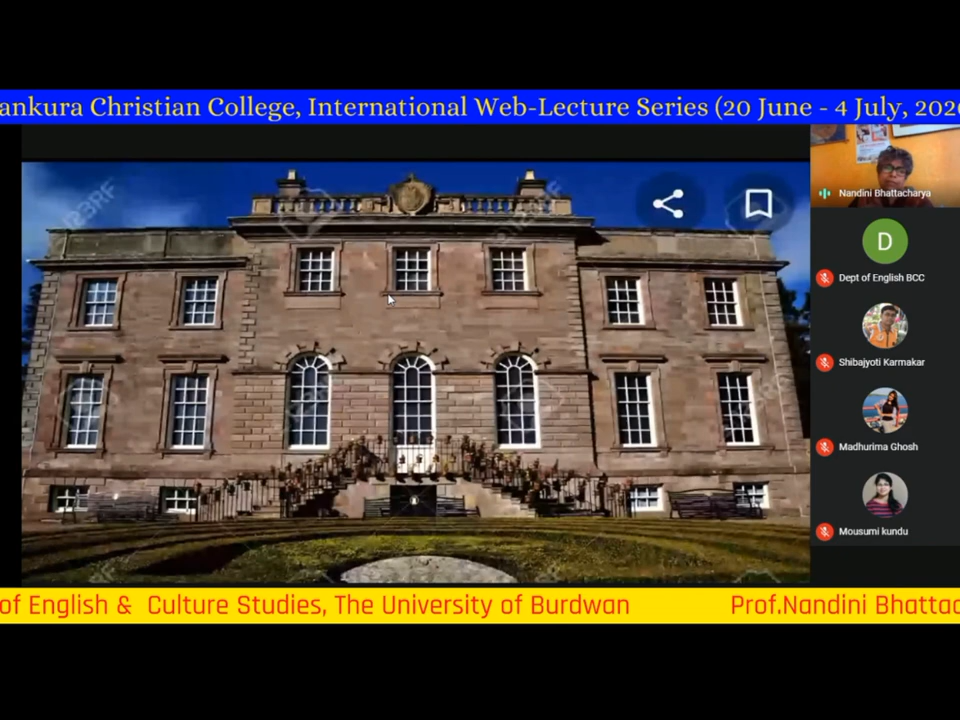 ankura Christian College, International Web-Lecture Series (20 June - 4 July, 2020
Nandini Bhattacharya
D
Dept of English BCC
Shibajyoti Karmakar
Madhurima Ghosh
Mousumi kundu
of English & Culture Studies, The University of Burdwan
Prof.Nandini Bhattac